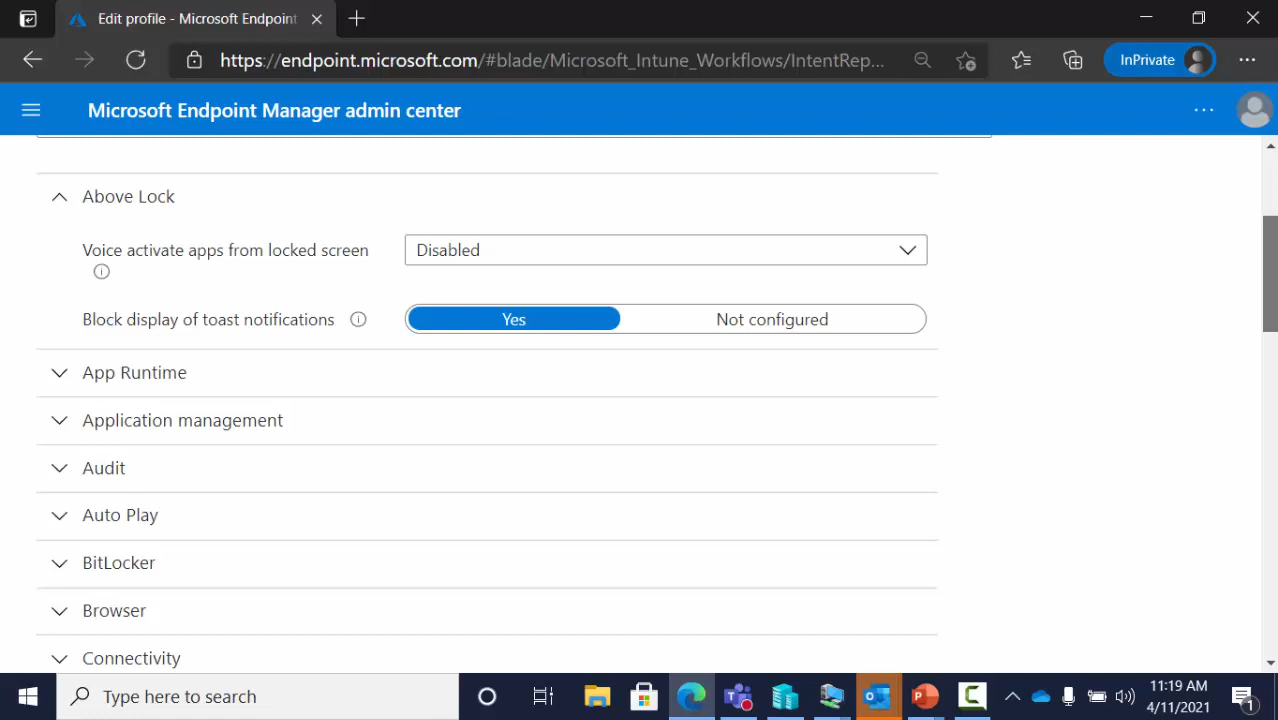 Edit profile - Microsoft Endpoint
https://endpoint.microsoft.com/#blade/Microsoft_Intune_Workflows/IntentRep...
InPrivate
Microsoft Endpoint Manager admin center
Above Lock
Voice activate apps from locked screen
Disabled
Block display of toast notifications
Yes
Not configured
App Runtime
Application management
Audit
Auto Play
BitLocker
Browser
Connectivity
Type here to search
11:19 AM
4/11/2021
1